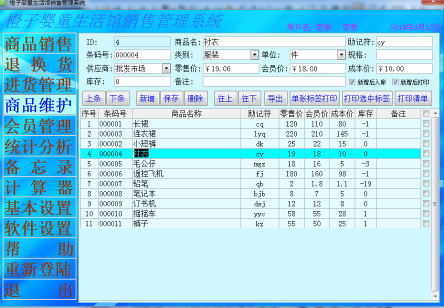 橙子婴童生活馆销售管理系统
橙子婴童生活馆销售管理系统
2014年4月23日
商品销售
退 换 货
进货管理
商品维护
会员管理
统计分析
备 忘 录
计 算 器
基本设置
软件设置
帮 助
重新登陆
退 出
ID: 4 商品名: 衬衣 助记符: cy
条码号: 000004 类别: 服装 单位: 件 规格:
供应商: 批发市场 零售价: ¥19.00 会员价: ¥18.00 成本价: ¥10.00
库存: 0 备注: 新增后入库 新增后打印
上条 下条 新增 保存 删除 往上 往下 导出 单张标签打印 打印选中标签 打印清单
序号 条码号 商品名称 助记符 零售价 会员价 成本价 库存 备注
1 000001 长裙 cq 120 110 80 -1
2 000003 连衣裙 lyq 220 210 145 -1
3 000002 小短裤 dk 25 22 15 0
4 000004 衬衣 cy 19 18 10 0
5 000005 毛公仔 mgz 18 16 5 -3
6 000006 遥控飞机 fj 180 160 98 -1
7 000007 铅笔 qb 2 1.8 1.1 -19
8 000008 笔记本 bjb 8 7 5 0
9 000009 订书机 dsj 12 12 8 0
10 000010 摇摇车 yyc 58 55 28 1
11 000011 裤子 kz 55 50 25 1